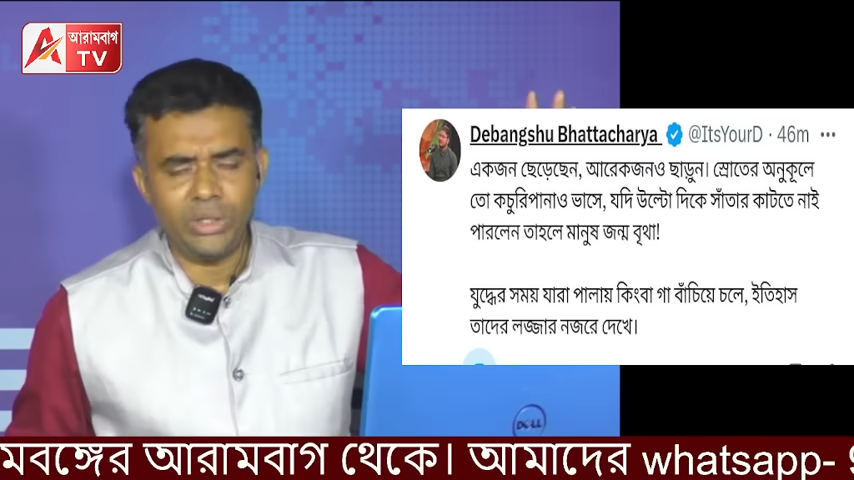 আরামবাগ
TV
Debangshu Bhattacharya @ItsYourD · 46m
একজন ছেড়েছেন, আরেকজনও ছাড়ুন। স্রোতের অনুকূলে
তো কচুরিপানাও ভাসে, যদি উল্টো দিকে সাঁতার কাটতে নাই
পারলেন তাহলে মানুষ জন্ম বৃথা!
যুদ্ধের সময় যারা পালায় কিংবা গা বাঁচিয়ে চলে, ইতিহাস
তাদের লজ্জার নজরে দেখে।
DELL
মবঙ্গের আরামবাগ থেকে। আমাদের whatsapp- 9